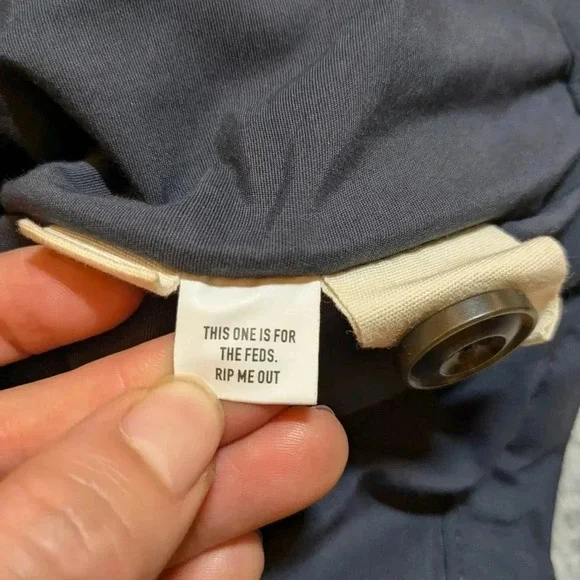 THIS ONE IS FOR
THE FEDS.
RIP ME OUT